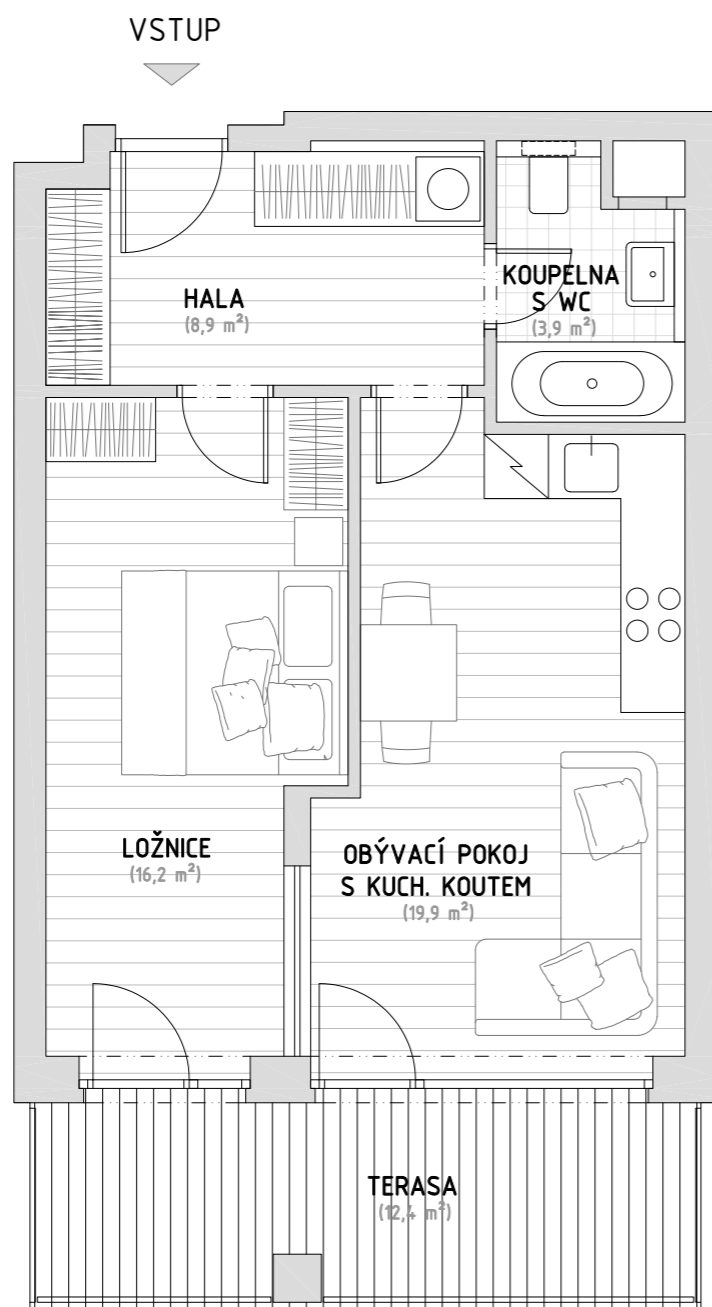 VSTUP
HALA
(8,9 m²)
KOUPELNA
S WC
(3,9 m²)
LOŽNICE
(16,2 m²)
OBÝVACÍ POKOJ
S KUCH. KOUTEM
(19,9 m²)
TERASA
(12,4 m²)